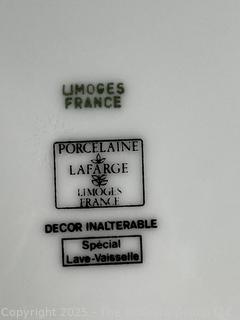 LIMOGES
FRANCE
PORCELAINE
LAFARGE
LIMOGES
FRANCE
DECOR INALTERABLE
Spécial
Lave-Vaisselle